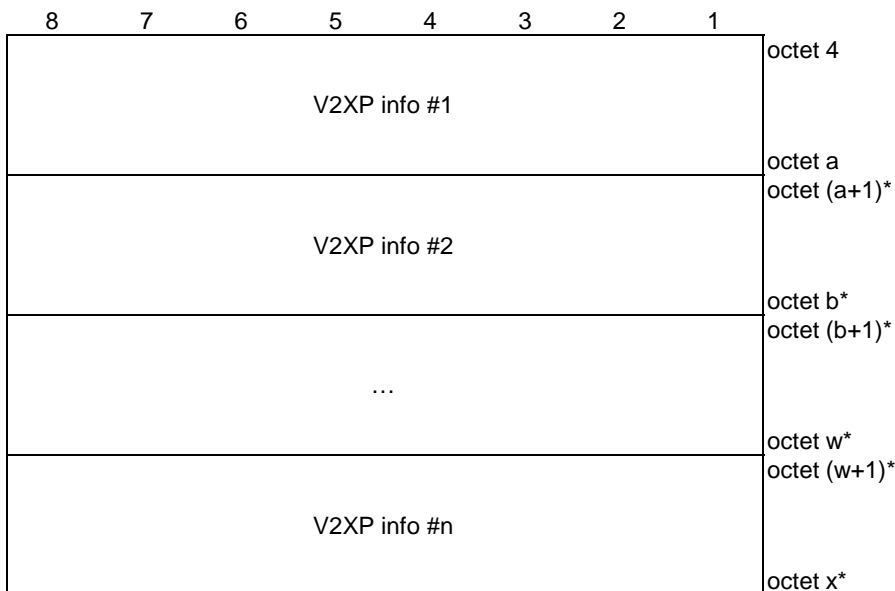 8 7 6 5 4 3 2 1
octet 4
V2XP info #1
octet a
octet (a+1)*
V2XP info #2
octet b*
octet (b+1)*
…
octet w*
octet (w+1)*
V2XP info #n
octet x*